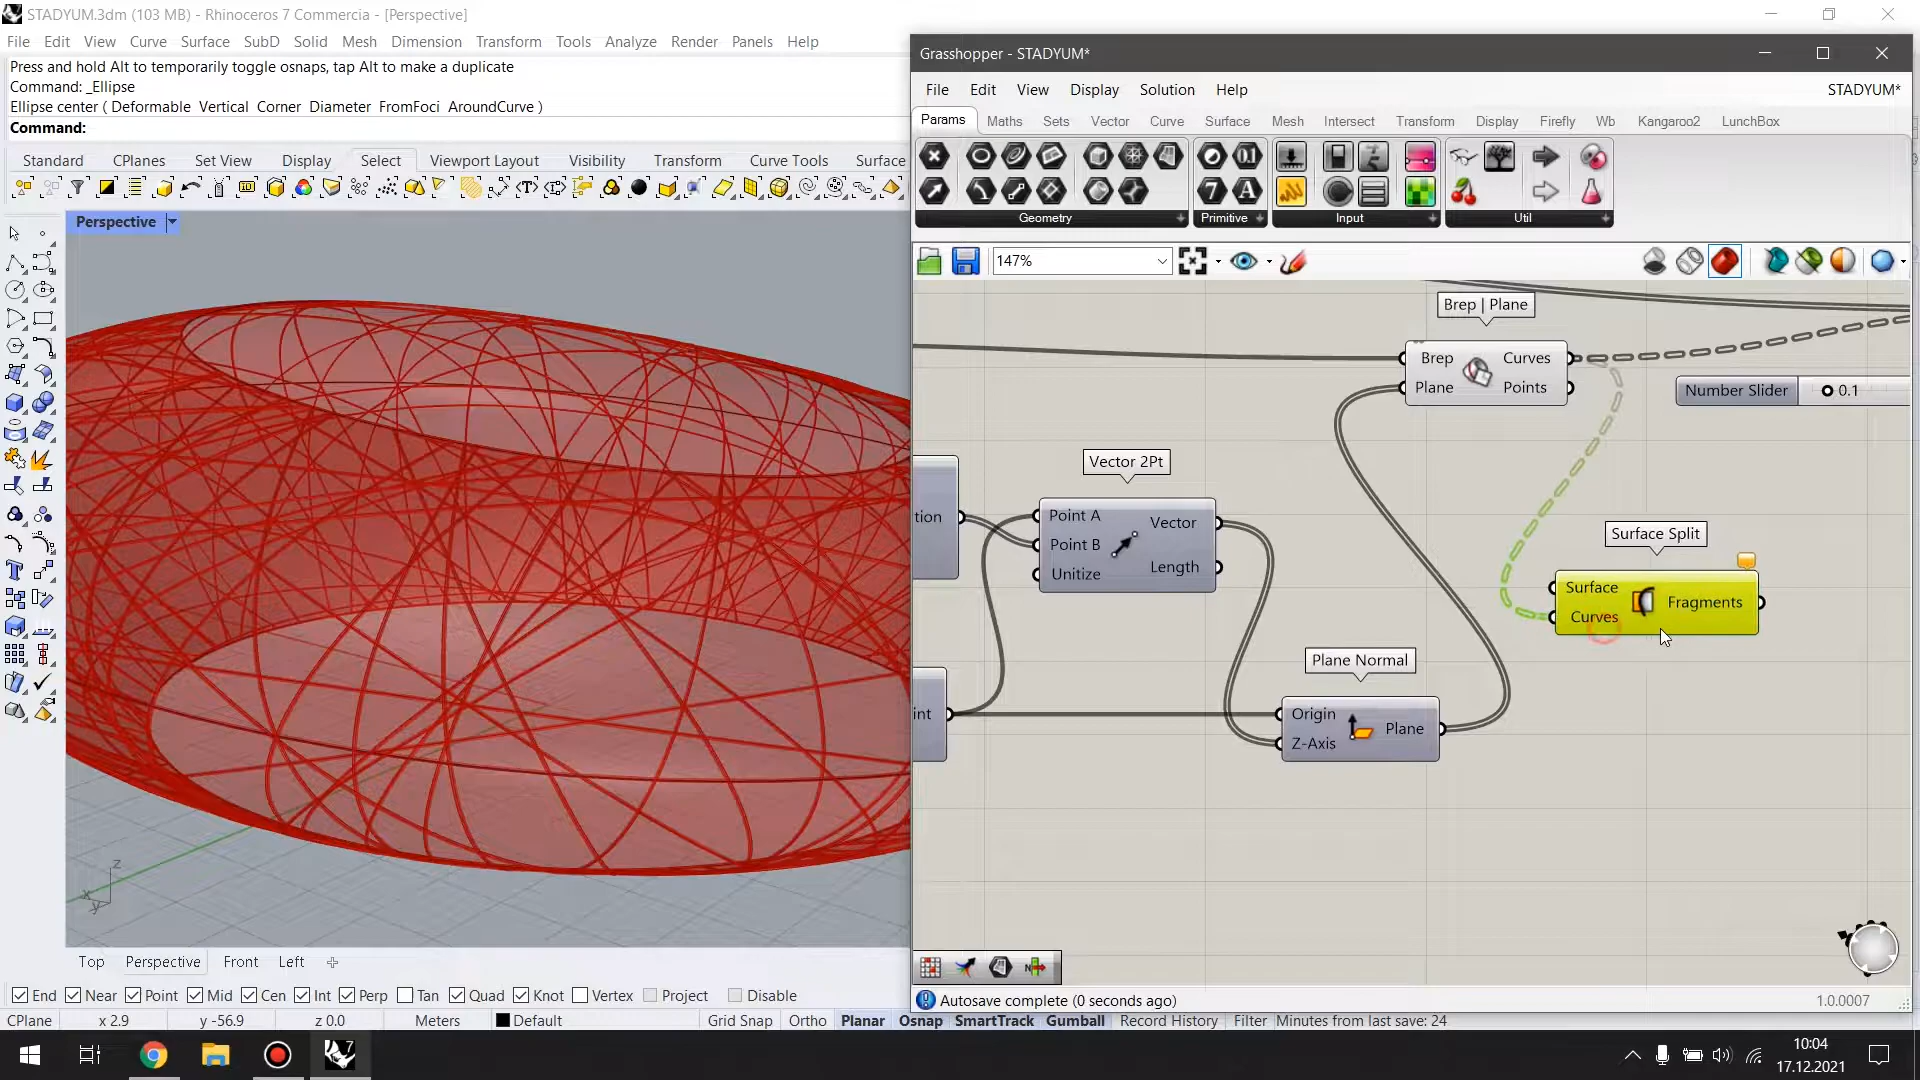 STADYUM.3dm (103 MB) - Rhinoceros 7 Commercia - [Perspective]
File Edit View Curve Surface SubD Solid Mesh Dimension Transform Tools Analyze Render Panels Help
Press and hold Alt to temporarily toggle osnaps, tap Alt to make a duplicate
Command: _Ellipse
Ellipse center ( Deformable Vertical Corner Diameter FromFoci AroundCurve )
Command:
Standard CPlanes Set View Display Select Viewport Layout Visibility Transform Curve Tools Surface
Perspective
Grasshopper - STADYUM*
File Edit View Display Solution Help STADYUM*
Params Maths Sets Vector Curve Surface Mesh Intersect Transform Display Firefly Wb Kangaroo2 LunchBox
Geometry Primitive Input Util
147%
Brep | Plane
Brep Curves
Plane Points
Number Slider 0.1
Vector 2Pt
tion
Point A Vector
Point B
Unitize Length
Surface Split
Surface Fragments
Curves
Plane Normal
int
Origin Plane
Z-Axis
z
x
y
Top Perspective Front Left
End Near Point Mid Cen Int Perp Tan Quad Knot Vertex Project Disable
Autosave complete (0 seconds ago) 1.0.0007
CPlane x 2.9 y -56.9 z 0.0 Meters Default Grid Snap Ortho Planar Osnap SmartTrack Gumball Record History Filter Minutes from last save: 24
7
10:04
17.12.2021